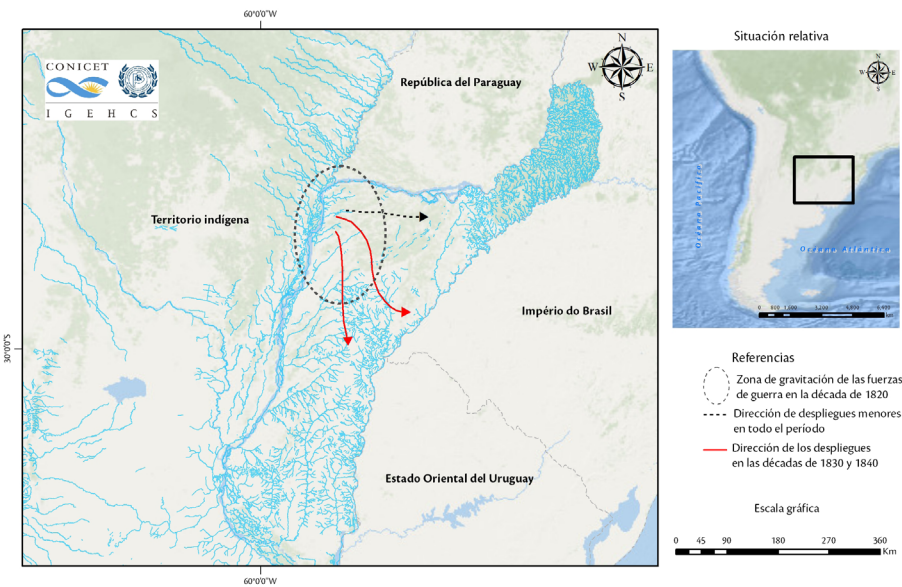 60°0'0"W
CONICET
I G E H C S
República del Paraguay
N
W
E
S
Territorio indígena
Império do Brasil
30°0'0"S
Estado Oriental del Uruguay
60°0'0"W
Situación relativa
N
W
E
S
Océano Pacífico
Océano Atlántico
0 800 1,600 3,200 4,800 6,400
km
Referencias
Zona de gravitación de las fuerzas
de guerra en la década de 1820
Dirección de despliegues menores
en todo el período
Dirección de los despliegues
en las décadas de 1830 y 1840
Escala gráfica
0 45 90 180 270 360
Km